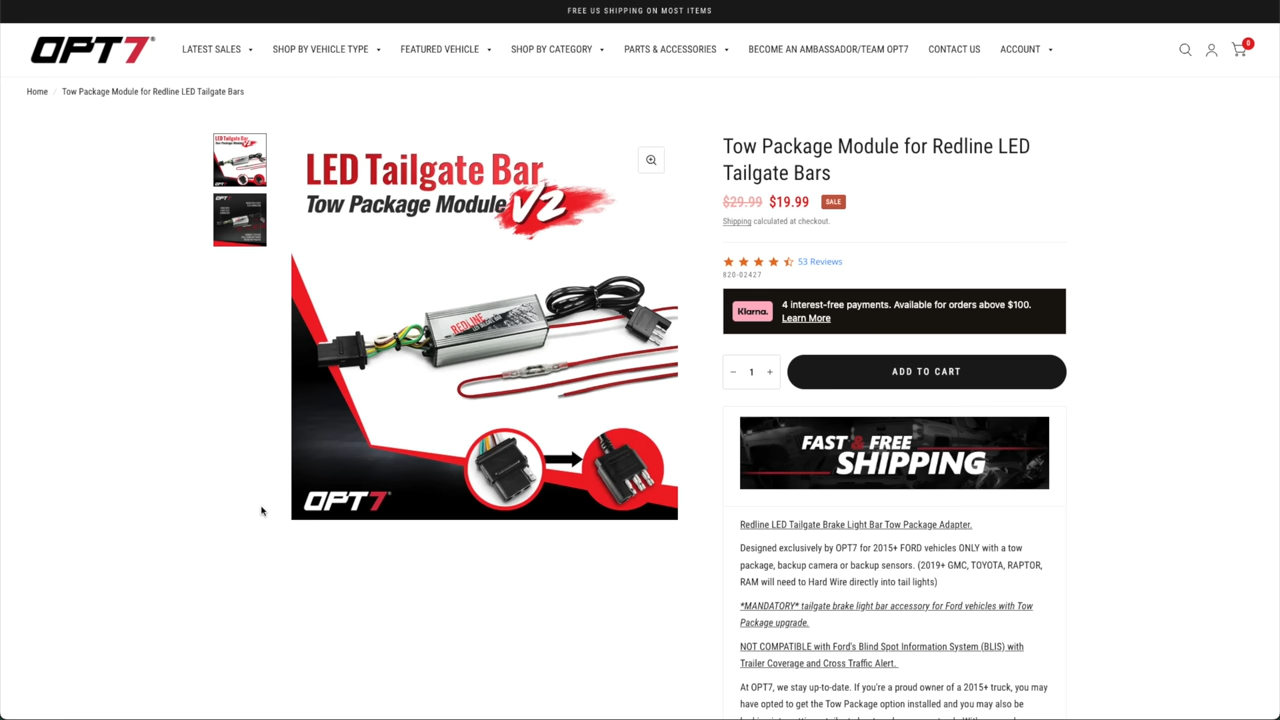 FREE US SHIPPING ON MOST ITEMS
OPT7
LATEST SALES
SHOP BY VEHICLE TYPE
FEATURED VEHICLE
SHOP BY CATEGORY
PARTS & ACCESSORIES
BECOME AN AMBASSADOR/TEAM OPT7
CONTACT US
ACCOUNT
0
Home / Tow Package Module for Redline LED Tailgate Bars
LED Tailgate Bar
Tow Package Module V2
REDLINE
OPT7
Tow Package Module for Redline LED
Tailgate Bars
$29.99 $19.99 SALE
Shipping calculated at checkout.
53 Reviews
820-02427
Klarna.
4 interest-free payments. Available for orders above $100.
Learn More
− 1 +
ADD TO CART
FAST & FREE
SHIPPING
Redline LED Tailgate Brake Light Bar Tow Package Adapter.
Designed exclusively by OPT7 for 2015+ FORD vehicles ONLY with a tow
package, backup camera or backup sensors. (2019+ GMC, TOYOTA, RAPTOR,
RAM will need to Hard Wire directly into tail lights)
*MANDATORY* tailgate brake light bar accessory for Ford vehicles with Tow
Package upgrade.
NOT COMPATIBLE with Ford's Blind Spot Information System (BLIS) with
Trailer Coverage and Cross Traffic Alert.
At OPT7, we stay up-to-date. If you're a proud owner of a 2015+ truck, you may
have opted to get the Tow Package option installed and you may also be